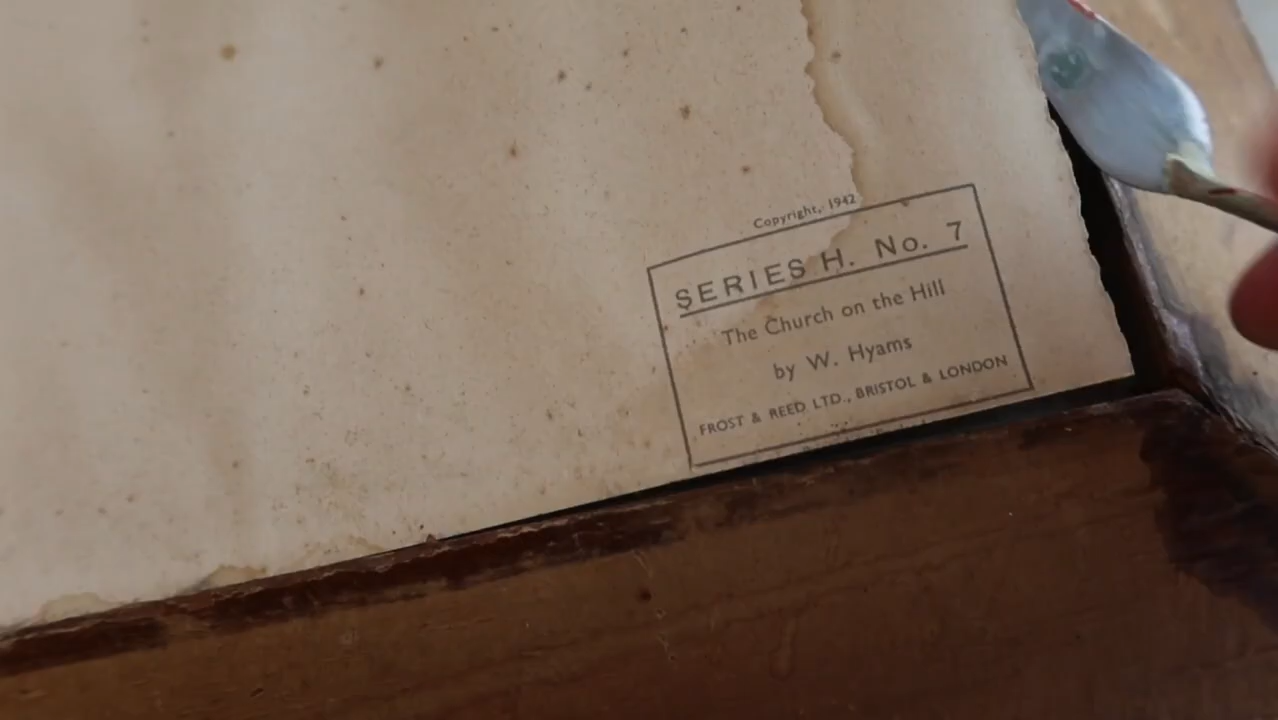 Copyright, 1942
SERIES H. No. 7
The Church on the Hill
by W. Hyams
FROST & REED LTD., BRISTOL & LONDON